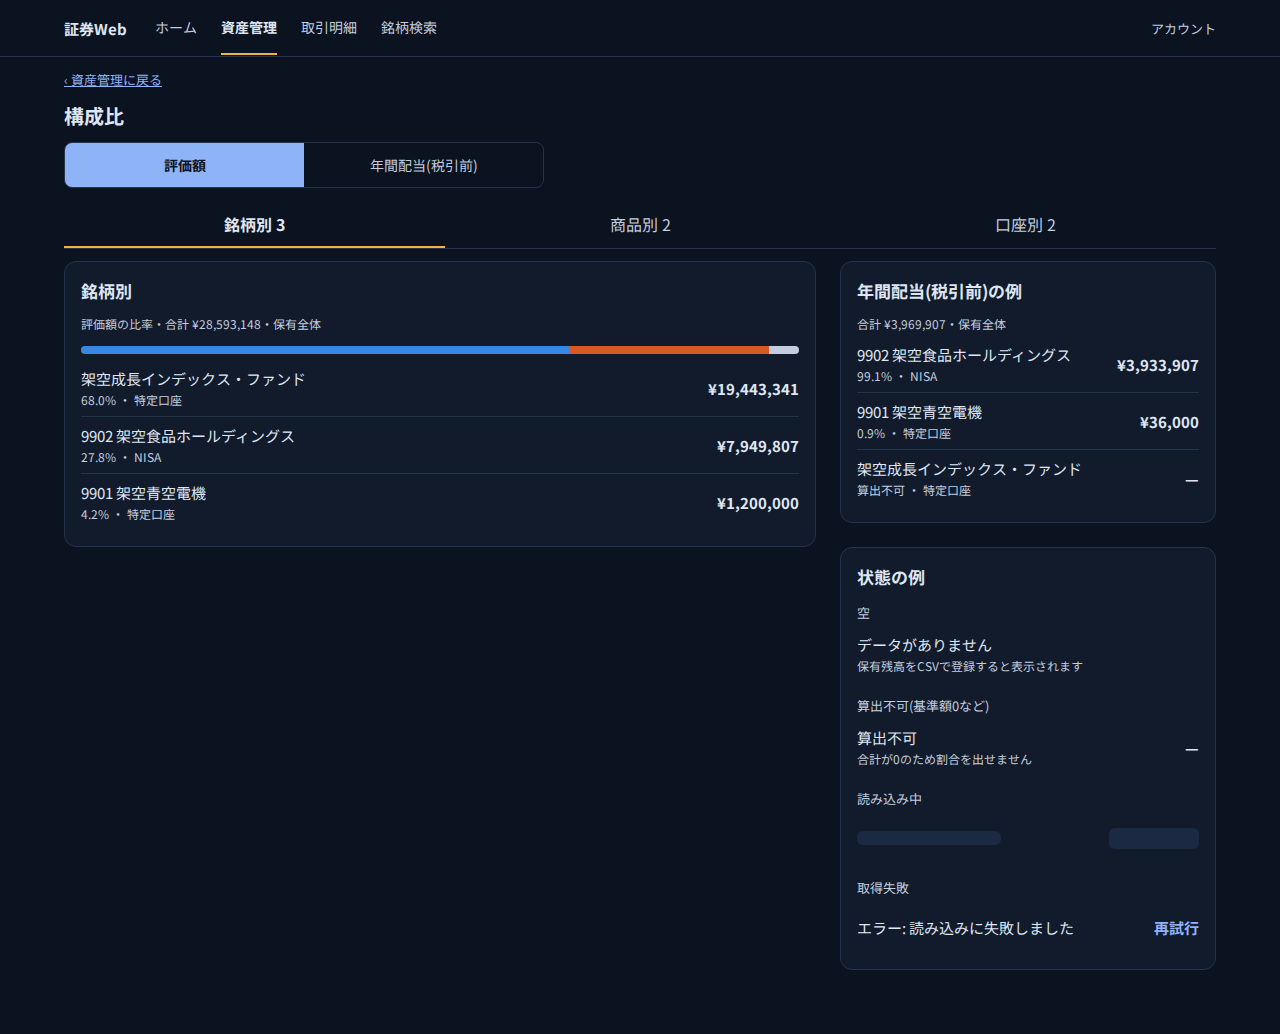 証券Web ホーム 資産管理 取引明細 銘柄検索 アカウント
‹ 資産管理に戻る
構成比
評価額 年間配当(税引前)
銘柄別 3 商品別 2 口座別 2
銘柄別
評価額の比率・合計 ¥28,593,148・保有全体
架空成長インデックス・ファンド ¥19,443,341
68.0% ・ 特定口座
9902 架空食品ホールディングス ¥7,949,807
27.8% ・ NISA
9901 架空青空電機 ¥1,200,000
4.2% ・ 特定口座
年間配当(税引前)の例
合計 ¥3,969,907・保有全体
9902 架空食品ホールディングス ¥3,933,907
99.1% ・ NISA
9901 架空青空電機 ¥36,000
0.9% ・ 特定口座
架空成長インデックス・ファンド —
算出不可 ・ 特定口座
状態の例
空
データがありません
保有残高をCSVで登録すると表示されます
算出不可(基準額0など)
算出不可 —
合計が0のため割合を出せません
読み込み中
取得失敗
エラー: 読み込みに失敗しました 再試行